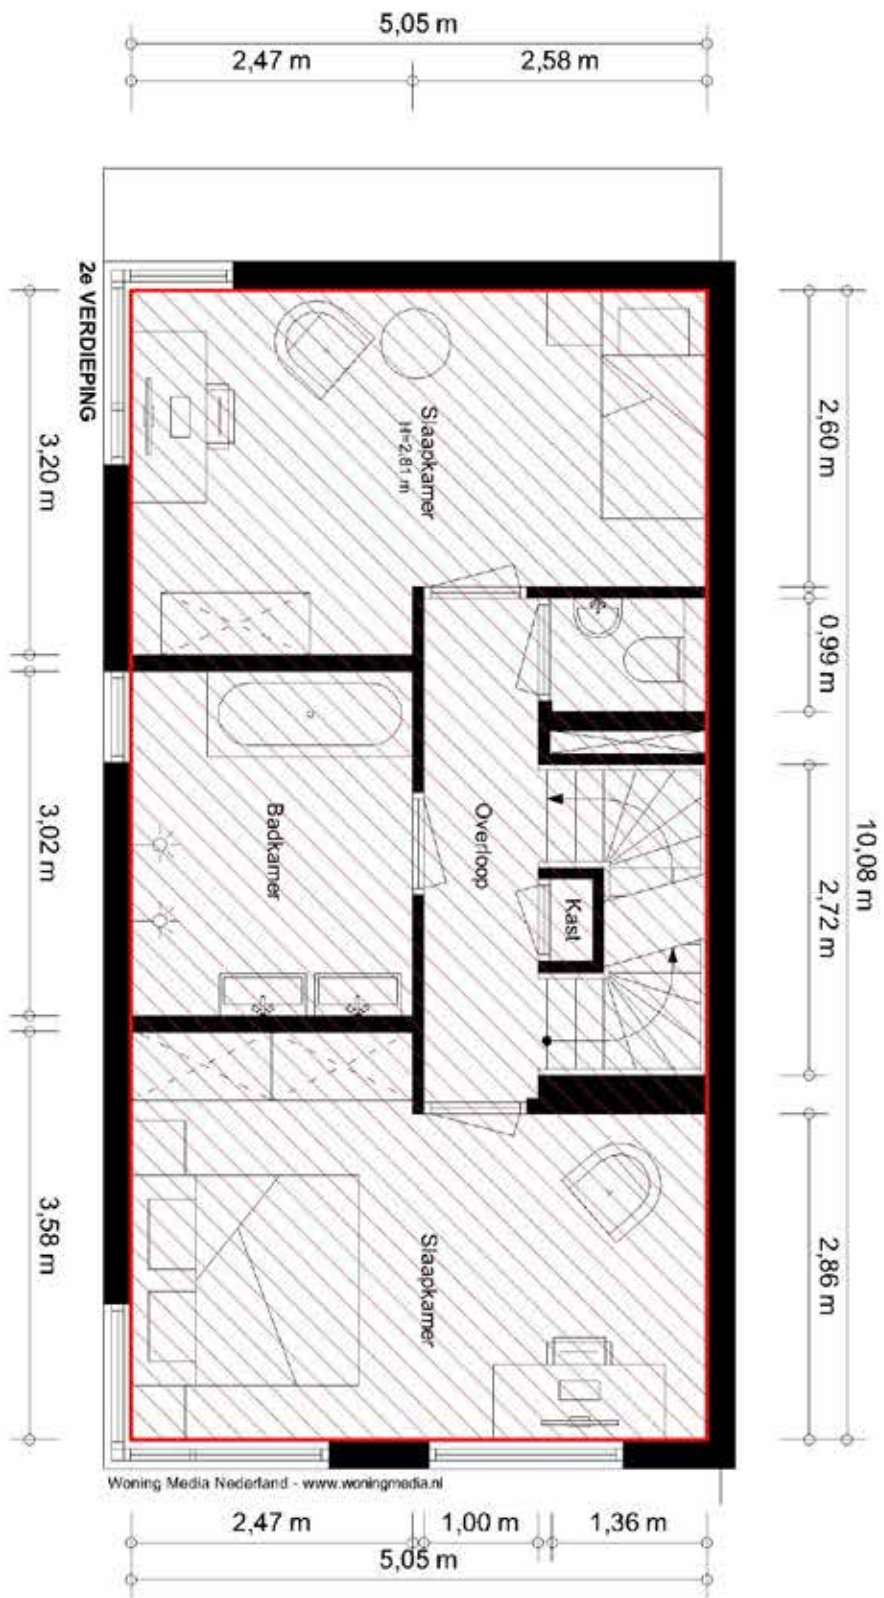 5,05 m
2,47 m
2,58 m
2e VERDIEPING
Slaapkamer
H=2,81 m
2,60 m
3,20 m
0,99 m
10,08 m
Overloop
Badkamer
Kast
3,02 m
2,72 m
Slaapkamer
3,58 m
2,86 m
Woning Media Nederland - www.woningmedia.nl
2,47 m
1,00 m
1,36 m
5,05 m